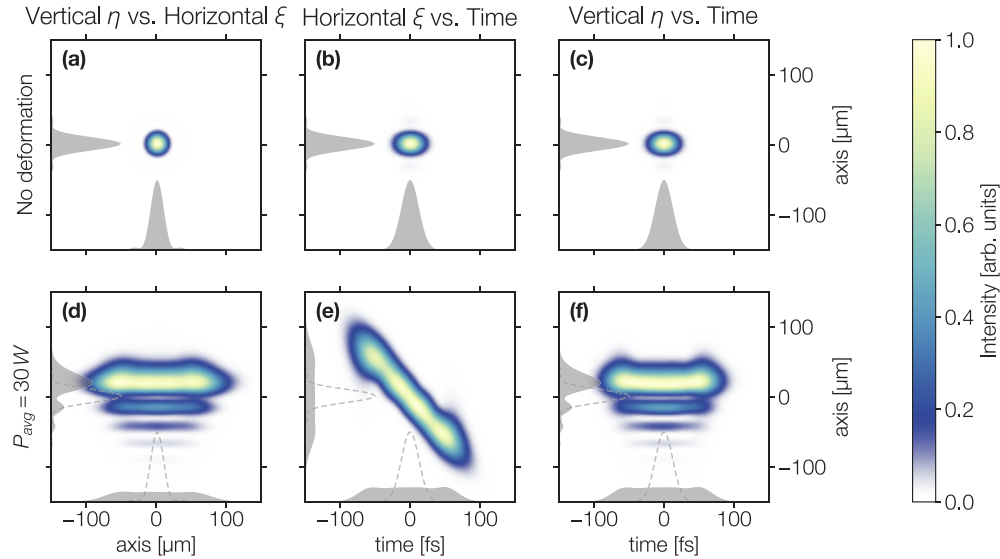 Vertical η vs. Horizontal ξ
Horizontal ξ vs. Time
Vertical η vs. Time
No deformation
(a)
(b)
(c)
100
0
−100
axis [μm]
P_avg = 30W
(d)
(e)
(f)
100
0
−100
axis [μm]
−100 0 100
axis [μm]
−100 0 100
time [fs]
−100 0 100
time [fs]
1.0
0.8
0.6
0.4
0.2
0.0
Intensity [arb. units]